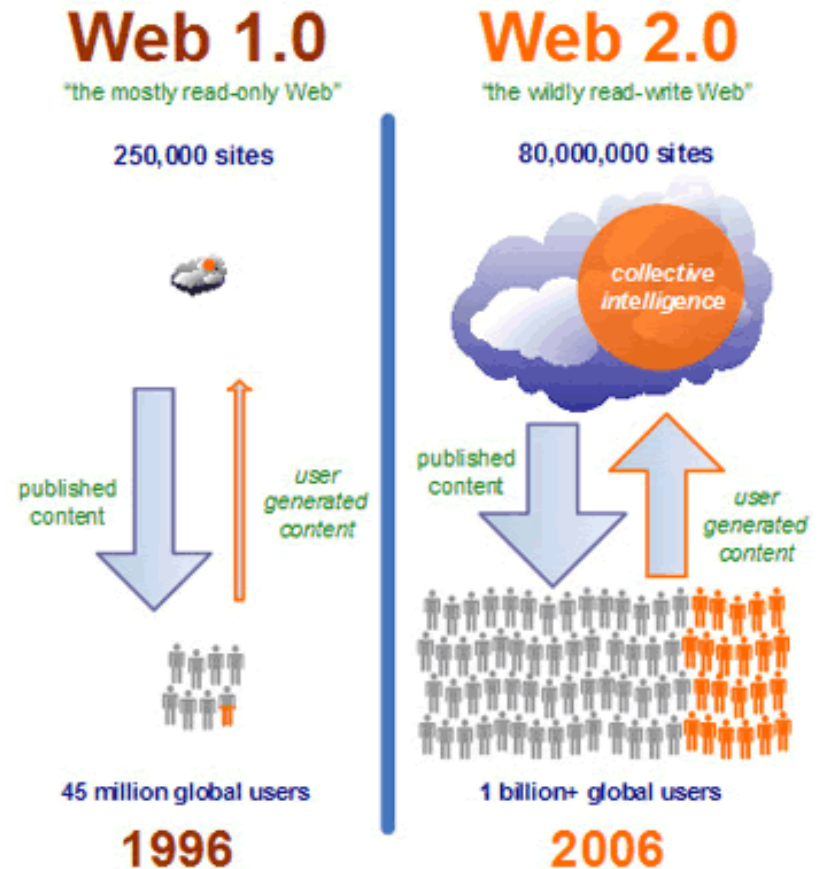 Web 1.0
"the mostly read-only Web"
250,000 sites
published
content
user
generated
content
45 million global users
1996
Web 2.0
"the wildly read-write Web"
80,000,000 sites
collective
intelligence
published
content
user
generated
content
1 billion+ global users
2006